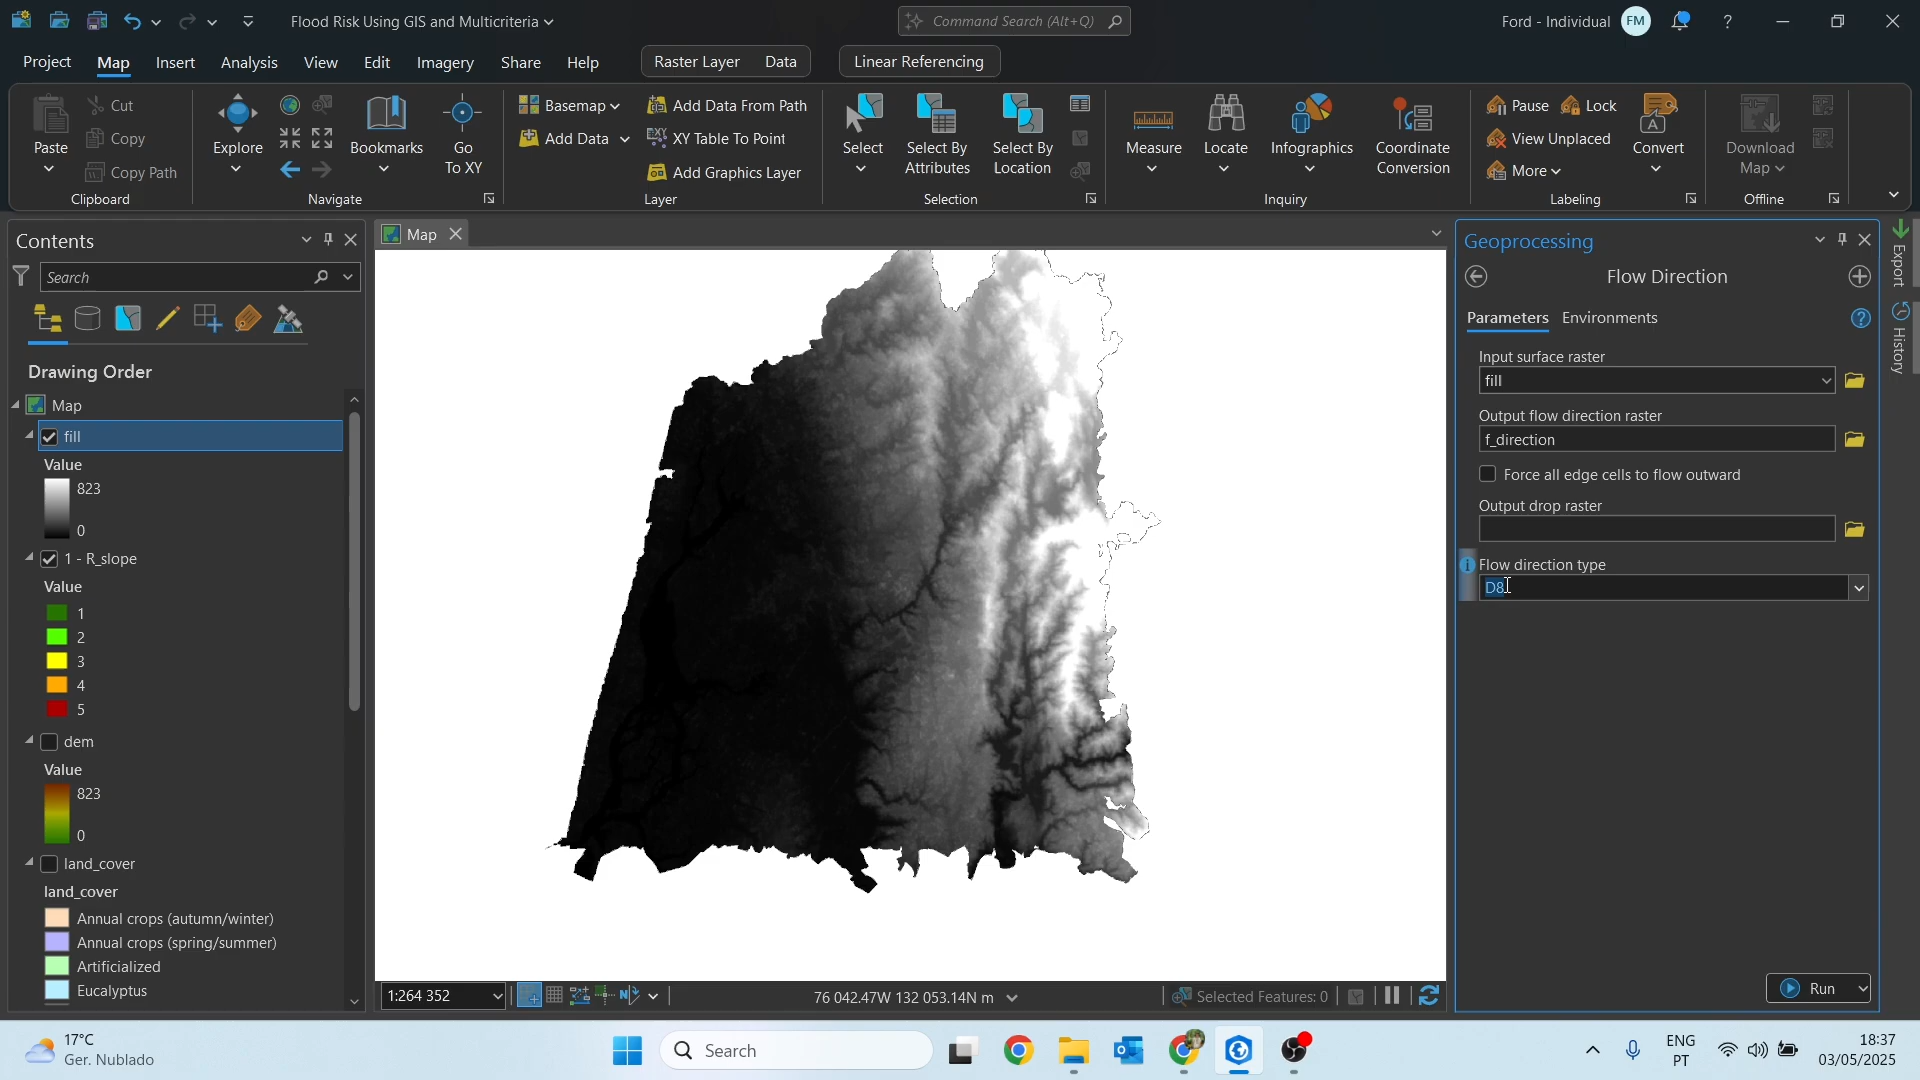 Flood Risk Using GIS and Multicriteria
Command Search (Alt+Q)
Ford - Individual
FM
?
Project
Map
Insert
Analysis
View
Edit
Imagery
Share
Help
Raster Layer
Data
Linear Referencing
Paste
Cut
Copy
Copy Path
Clipboard
Explore
Bookmarks
Go
To XY
Navigate
Basemap
Add Data
Add Data From Path
XY Table To Point
Add Graphics Layer
Layer
Select
Select By
Attributes
Select By
Location
Selection
Measure
Locate
Infographics
Coordinate
Conversion
Inquiry
Pause
Lock
View Unplaced
More
Convert
Labeling
Download
Map
Offline
Contents
Search
Drawing Order
Map
fill
Value
823
0
1 - R_slope
Value
1
2
3
4
5
dem
Value
823
0
land_cover
land_cover
Annual crops (autumn/winter)
Annual crops (spring/summer)
Artificialized
Eucalyptus
Map
1:264 352
76 042.47W 132 053.14N m
Selected Features: 0
Geoprocessing
Flow Direction
Parameters
Environments
?
Input surface raster
fill
Output flow direction raster
f_direction
Force all edge cells to flow outward
Output drop raster
Flow direction type
D8
Run
Export
History
17°C
Ger. Nublado
Search
ENG
PT
18:37
03/05/2025